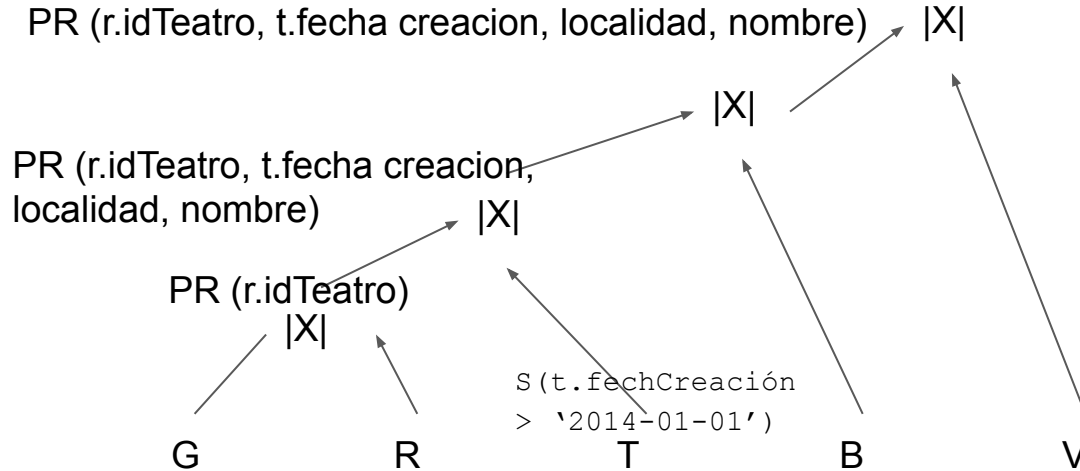 PR (r.idTeatro, t.fecha creacion, localidad, nombre) |X|
|X|
PR (r.idTeatro, t.fecha creacion,
localidad, nombre)
|X|
PR (r.idTeatro)
|X|
S(t.fechCreación
> ‘2014-01-01’)
G R T B V